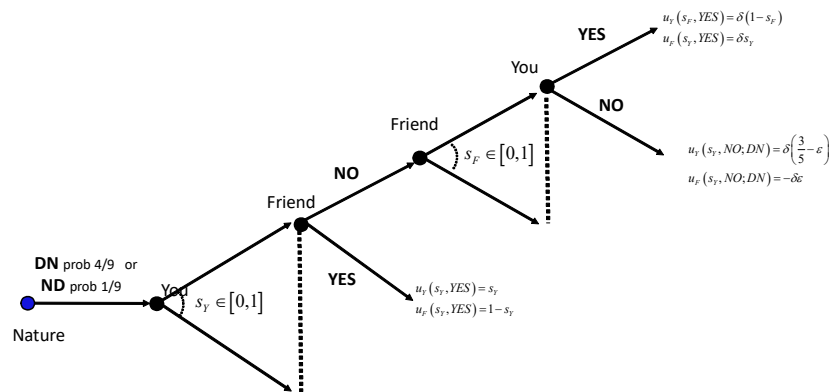 YES
u_Y(s_F, YES) = δ(1−s_F)
u_F(s_Y, YES) = δs_Y
You
NO
Friend
s_F ∈ [0,1]
u_Y(s_Y, NO; DN) = δ(3/5 − ε)
u_F(s_Y, NO; DN) = −δε
NO
Friend
DN prob 4/9 or
ND prob 1/9
YES
You
s_Y ∈ [0,1]
u_Y(s_Y, YES) = s_Y
u_F(s_Y, YES) = 1−s_Y
Nature